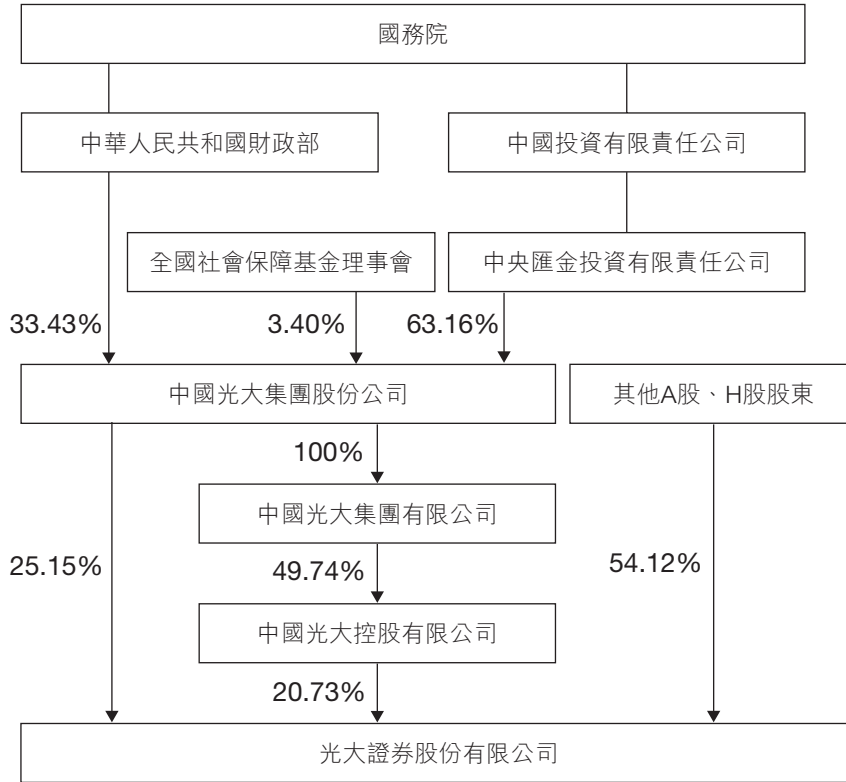 國務院
中華人民共和國財政部
中國投資有限責任公司
全國社會保障基金理事會
中央匯金投資有限責任公司
33.43%
3.40%
63.16%
中國光大集團股份公司
其他A股、H股股東
100%
中國光大集團有限公司
25.15%
49.74%
54.12%
中國光大控股有限公司
20.73%
光大證券股份有限公司